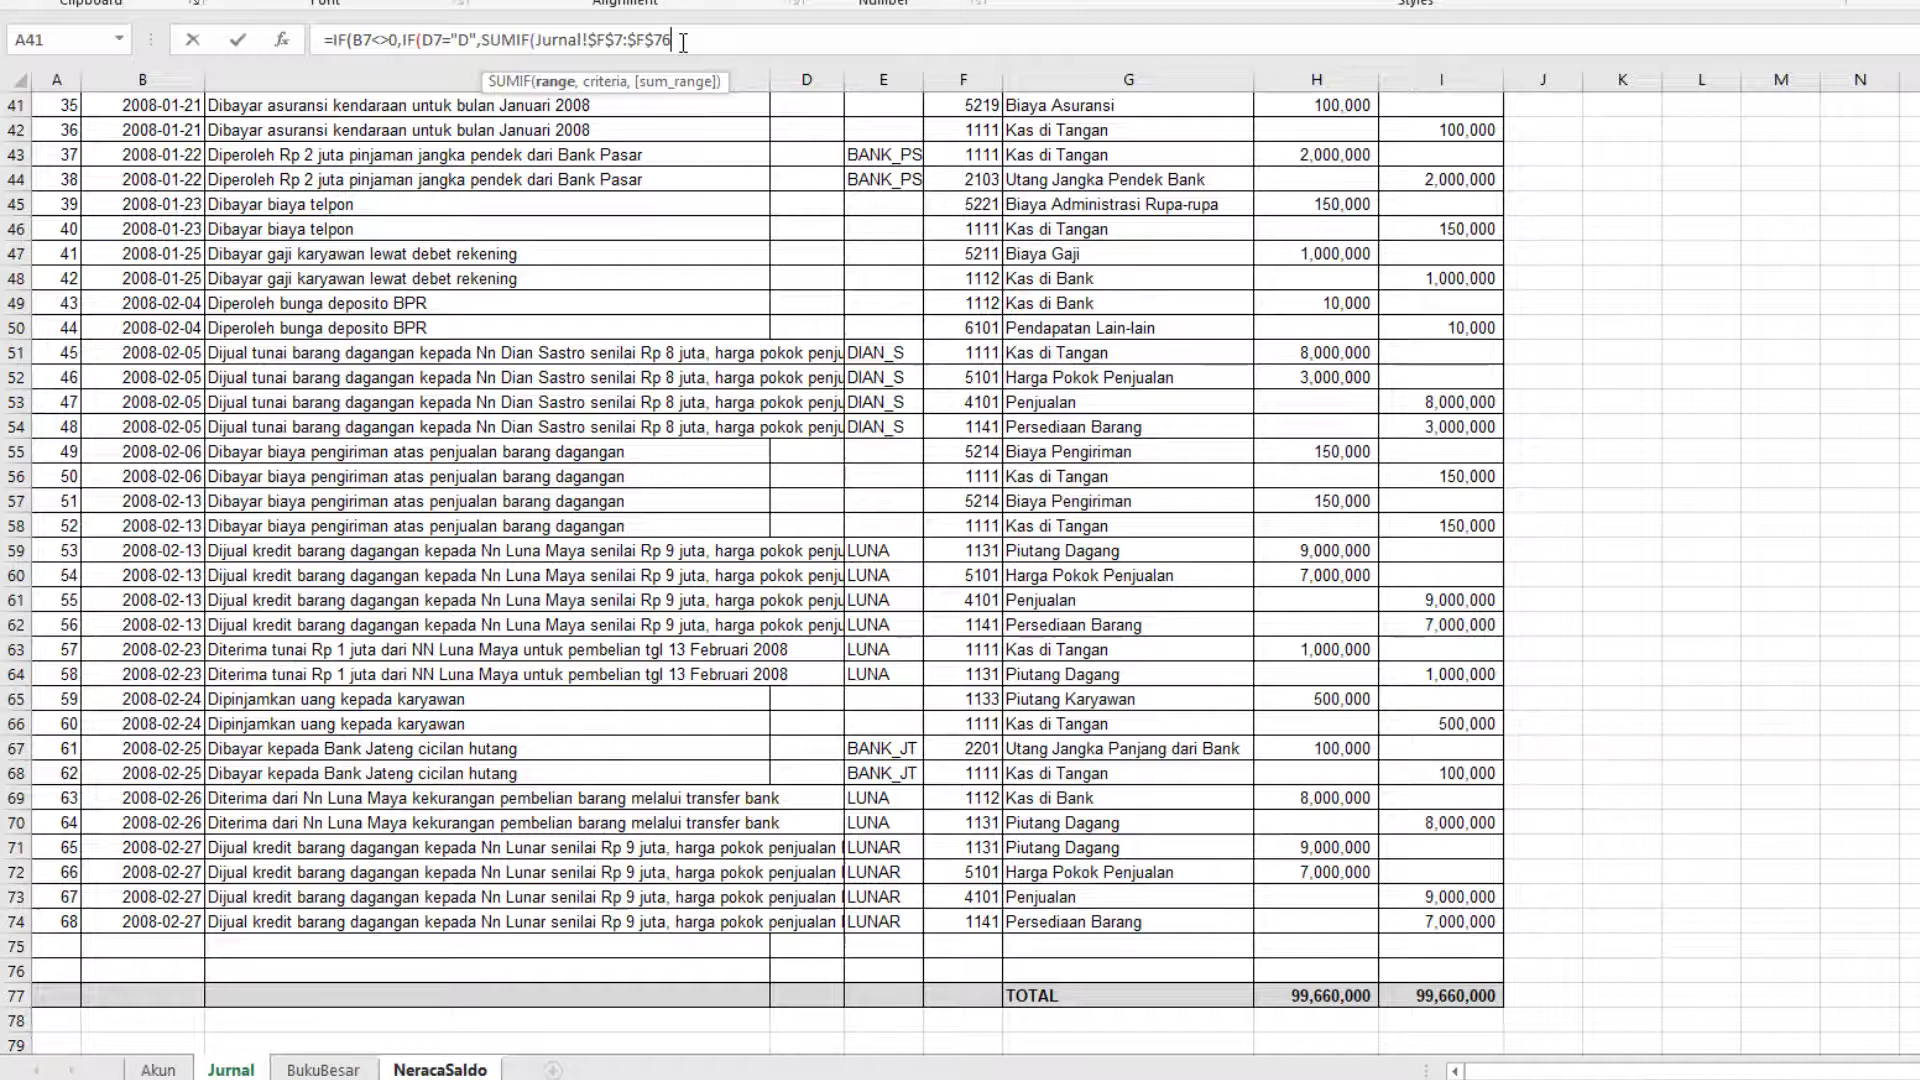 Clipboard Font Alignment Number Styles
A41 fx =IF(B7<>0,IF(D7="D",SUMIF(Jurnal!$F$7:$F$76
SUMIF(range, criteria, [sum_range])
A B D E F G H I J K L M N
41 35 2008-01-21 Dibayar asuransi kendaraan untuk bulan Januari 2008 5219 Biaya Asuransi 100,000
42 36 2008-01-21 Dibayar asuransi kendaraan untuk bulan Januari 2008 1111 Kas di Tangan 100,000
43 37 2008-01-22 Diperoleh Rp 2 juta pinjaman jangka pendek dari Bank Pasar BANK_PS 1111 Kas di Tangan 2,000,000
44 38 2008-01-22 Diperoleh Rp 2 juta pinjaman jangka pendek dari Bank Pasar BANK_PS 2103 Utang Jangka Pendek Bank 2,000,000
45 39 2008-01-23 Dibayar biaya telpon 5221 Biaya Administrasi Rupa-rupa 150,000
46 40 2008-01-23 Dibayar biaya telpon 1111 Kas di Tangan 150,000
47 41 2008-01-25 Dibayar gaji karyawan lewat debet rekening 5211 Biaya Gaji 1,000,000
48 42 2008-01-25 Dibayar gaji karyawan lewat debet rekening 1112 Kas di Bank 1,000,000
49 43 2008-02-04 Diperoleh bunga deposito BPR 1112 Kas di Bank 10,000
50 44 2008-02-04 Diperoleh bunga deposito BPR 6101 Pendapatan Lain-lain 10,000
51 45 2008-02-05 Dijual tunai barang dagangan kepada Nn Dian Sastro senilai Rp 8 juta, harga pokok penju DIAN_S 1111 Kas di Tangan 8,000,000
52 46 2008-02-05 Dijual tunai barang dagangan kepada Nn Dian Sastro senilai Rp 8 juta, harga pokok penju DIAN_S 5101 Harga Pokok Penjualan 3,000,000
53 47 2008-02-05 Dijual tunai barang dagangan kepada Nn Dian Sastro senilai Rp 8 juta, harga pokok penju DIAN_S 4101 Penjualan 8,000,000
54 48 2008-02-05 Dijual tunai barang dagangan kepada Nn Dian Sastro senilai Rp 8 juta, harga pokok penju DIAN_S 1141 Persediaan Barang 3,000,000
55 49 2008-02-06 Dibayar biaya pengiriman atas penjualan barang dagangan 5214 Biaya Pengiriman 150,000
56 50 2008-02-06 Dibayar biaya pengiriman atas penjualan barang dagangan 1111 Kas di Tangan 150,000
57 51 2008-02-13 Dibayar biaya pengiriman atas penjualan barang dagangan 5214 Biaya Pengiriman 150,000
58 52 2008-02-13 Dibayar biaya pengiriman atas penjualan barang dagangan 1111 Kas di Tangan 150,000
59 53 2008-02-13 Dijual kredit barang dagangan kepada Nn Luna Maya senilai Rp 9 juta, harga pokok penju LUNA 1131 Piutang Dagang 9,000,000
60 54 2008-02-13 Dijual kredit barang dagangan kepada Nn Luna Maya senilai Rp 9 juta, harga pokok penju LUNA 5101 Harga Pokok Penjualan 7,000,000
61 55 2008-02-13 Dijual kredit barang dagangan kepada Nn Luna Maya senilai Rp 9 juta, harga pokok penju LUNA 4101 Penjualan 9,000,000
62 56 2008-02-13 Dijual kredit barang dagangan kepada Nn Luna Maya senilai Rp 9 juta, harga pokok penju LUNA 1141 Persediaan Barang 7,000,000
63 57 2008-02-23 Diterima tunai Rp 1 juta dari NN Luna Maya untuk pembelian tgl 13 Februari 2008 LUNA 1111 Kas di Tangan 1,000,000
64 58 2008-02-23 Diterima tunai Rp 1 juta dari NN Luna Maya untuk pembelian tgl 13 Februari 2008 LUNA 1131 Piutang Dagang 1,000,000
65 59 2008-02-24 Dipinjamkan uang kepada karyawan 1133 Piutang Karyawan 500,000
66 60 2008-02-24 Dipinjamkan uang kepada karyawan 1111 Kas di Tangan 500,000
67 61 2008-02-25 Dibayar kepada Bank Jateng cicilan hutang BANK_JT 2201 Utang Jangka Panjang dari Bank 100,000
68 62 2008-02-25 Dibayar kepada Bank Jateng cicilan hutang BANK_JT 1111 Kas di Tangan 100,000
69 63 2008-02-26 Diterima dari Nn Luna Maya kekurangan pembelian barang melalui transfer bank LUNA 1112 Kas di Bank 8,000,000
70 64 2008-02-26 Diterima dari Nn Luna Maya kekurangan pembelian barang melalui transfer bank LUNA 1131 Piutang Dagang 8,000,000
71 65 2008-02-27 Dijual kredit barang dagangan kepada Nn Lunar senilai Rp 9 juta, harga pokok penjualan LUNAR 1131 Piutang Dagang 9,000,000
72 66 2008-02-27 Dijual kredit barang dagangan kepada Nn Lunar senilai Rp 9 juta, harga pokok penjualan LUNAR 5101 Harga Pokok Penjualan 7,000,000
73 67 2008-02-27 Dijual kredit barang dagangan kepada Nn Lunar senilai Rp 9 juta, harga pokok penjualan LUNAR 4101 Penjualan 9,000,000
74 68 2008-02-27 Dijual kredit barang dagangan kepada Nn Lunar senilai Rp 9 juta, harga pokok penjualan LUNAR 1141 Persediaan Barang 7,000,000
75
76
77 TOTAL 99,660,000 99,660,000
78
79
Akun Jurnal BukuBesar NeracaSaldo